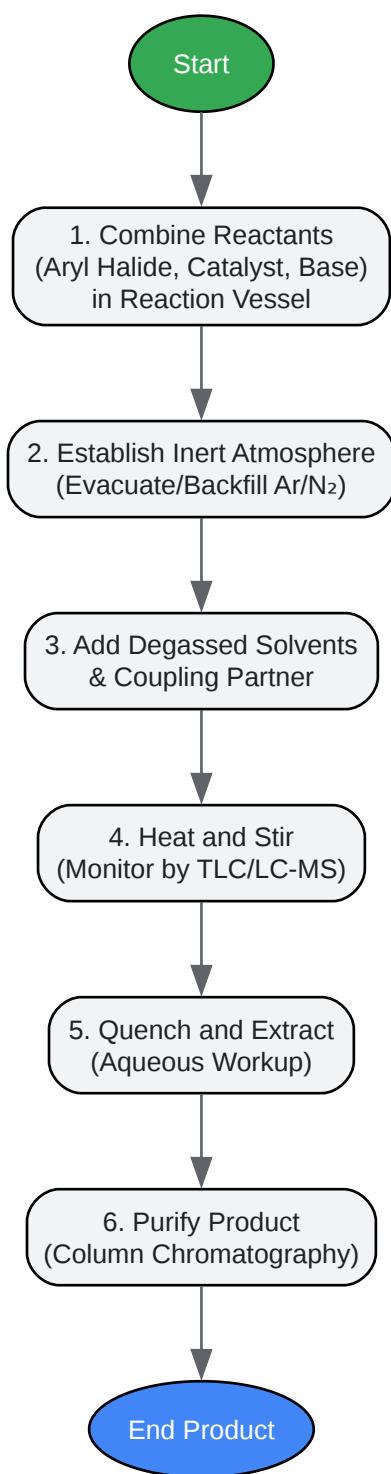 Start
1. Combine Reactants
(Aryl Halide, Catalyst, Base)
in Reaction Vessel
2. Establish Inert Atmosphere
(Evacuate/Backfill Ar/N₂)
3. Add Degassed Solvents
& Coupling Partner
4. Heat and Stir
(Monitor by TLC/LC-MS)
5. Quench and Extract
(Aqueous Workup)
6. Purify Product
(Column Chromatography)
End Product